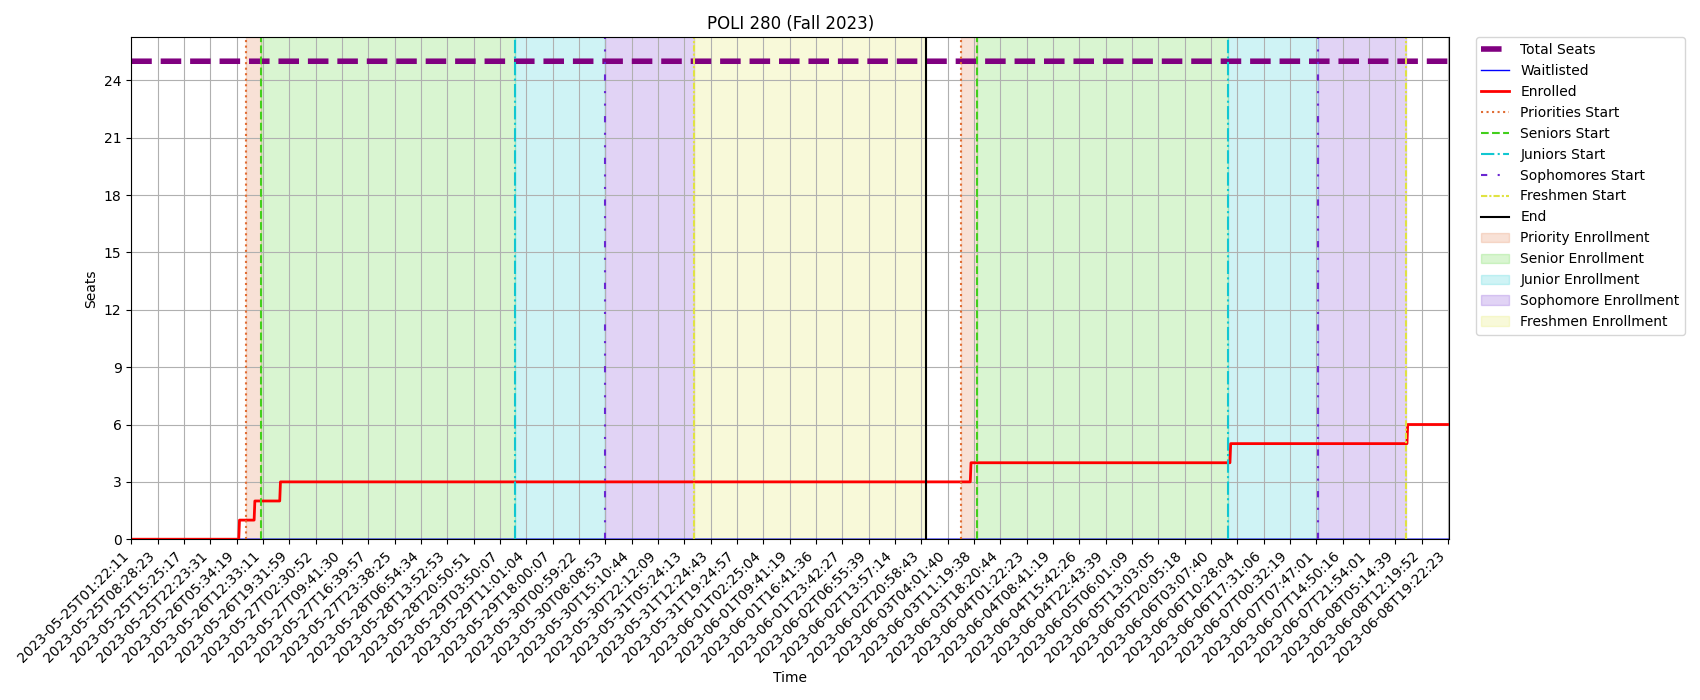 POLI 280 (Fall 2023)
Seats
24
21
18
15
12
9
6
3
0
2023-05-25T01:22:11
2023-05-25T08:28:23
2023-05-25T15:25:17
2023-05-25T22:23:31
2023-05-26T05:34:19
2023-05-26T12:33:11
2023-05-26T19:31:59
2023-05-27T02:30:52
2023-05-27T09:41:30
2023-05-27T16:39:57
2023-05-27T23:38:25
2023-05-28T06:54:34
2023-05-28T13:52:53
2023-05-28T20:50:51
2023-05-29T03:50:07
2023-05-29T11:01:04
2023-05-29T18:00:07
2023-05-30T00:59:22
2023-05-30T08:08:53
2023-05-30T15:10:44
2023-05-30T22:12:09
2023-05-31T05:24:13
2023-05-31T12:24:43
2023-05-31T19:24:57
2023-06-01T02:25:04
2023-06-01T09:41:19
2023-06-01T16:41:36
2023-06-01T23:42:27
2023-06-02T06:55:39
2023-06-02T13:57:14
2023-06-02T20:58:43
2023-06-03T04:01:40
2023-06-03T11:19:38
2023-06-03T18:20:44
2023-06-04T01:22:23
2023-06-04T08:41:19
2023-06-04T15:42:26
2023-06-04T22:43:39
2023-06-05T06:01:09
2023-06-05T13:03:05
2023-06-05T20:05:18
2023-06-06T03:07:40
2023-06-06T10:28:04
2023-06-06T17:31:06
2023-06-07T00:32:19
2023-06-07T07:47:01
2023-06-07T14:50:16
2023-06-07T21:54:01
2023-06-08T05:14:39
2023-06-08T12:19:52
2023-06-08T19:22:23
Time
Total Seats
Waitlisted
Enrolled
Priorities Start
Seniors Start
Juniors Start
Sophomores Start
Freshmen Start
End
Priority Enrollment
Senior Enrollment
Junior Enrollment
Sophomore Enrollment
Freshmen Enrollment